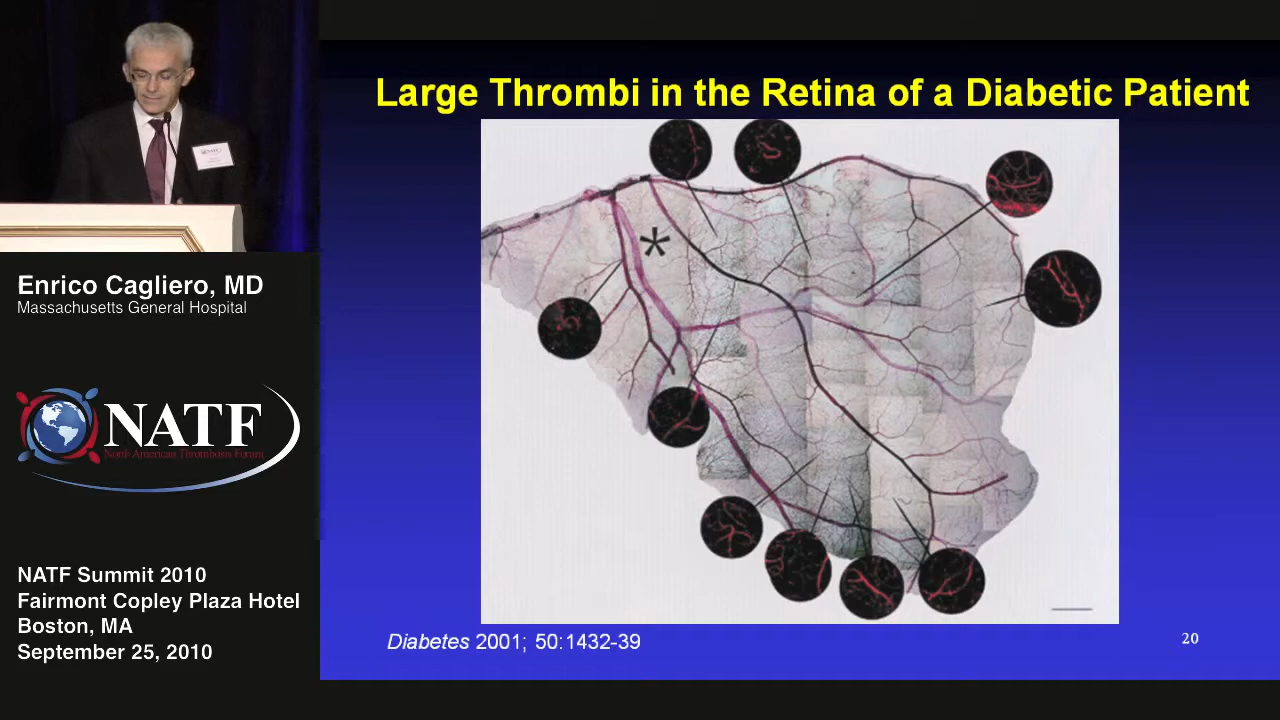 Large Thrombi in the Retina of a Diabetic Patient
*
Enrico Cagliero, MD
Massachusetts General Hospital
NATF
North American Thrombosis Forum
NATF Summit 2010
Fairmont Copley Plaza Hotel
Boston, MA
September 25, 2010
Diabetes 2001; 50:1432-39
20